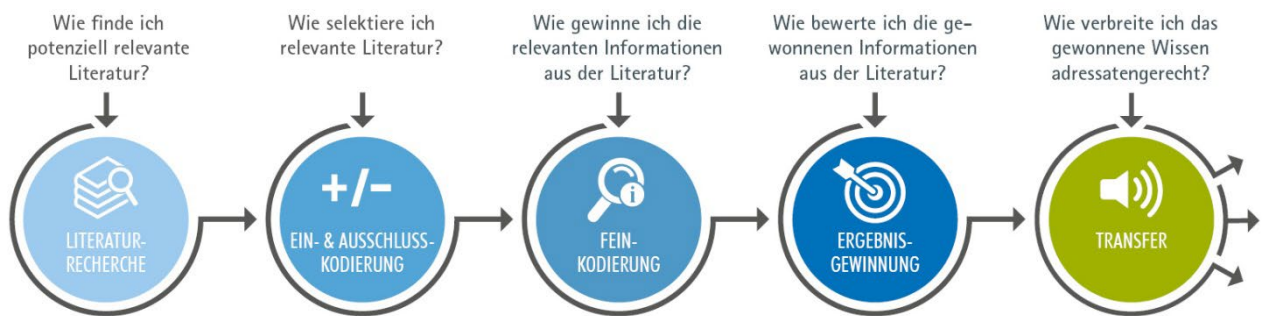 Wie finde ich
potenziell relevante
Literatur?
Wie selektiere ich
relevante Literatur?
Wie gewinne ich die
relevanten Informationen
aus der Literatur?
Wie bewerte ich die ge-
wonnenen Informationen
aus der Literatur?
Wie verbreite ich das
gewonnene Wissen
adressatengerecht?
LITERATUR-
RECHERCHE
+/-
EIN- & AUSSCHLUSS-
KODIERUNG
i
FEIN-
KODIERUNG
ERGEBNIS-
GEWINNUNG
TRANSFER